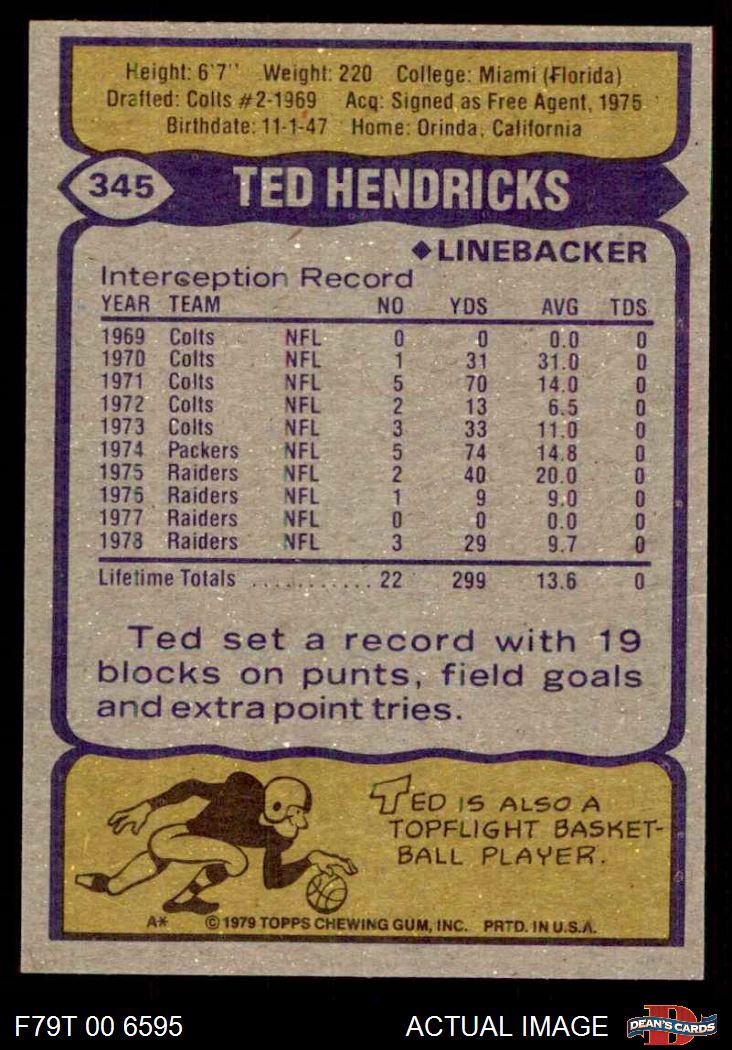 Height: 6'7" Weight: 220 College: Miami (Florida)
Drafted: Colts #2-1969 Acq: Signed as Free Agent, 1975
Birthdate: 11-1-47 Home: Orinda, California
345 TED HENDRICKS
◆LINEBACKER
Interception Record
YEAR TEAM NO YDS AVG TDS
1969 Colts NFL 0 0 0.0 0
1970 Colts NFL 1 31 31.0 0
1971 Colts NFL 5 70 14.0 0
1972 Colts NFL 2 13 6.5 0
1973 Colts NFL 3 33 11.0 0
1974 Packers NFL 5 74 14.8 0
1975 Raiders NFL 2 40 20.0 0
1976 Raiders NFL 1 9 9.0 0
1977 Raiders NFL 0 0 0.0 0
1978 Raiders NFL 3 29 9.7 0
Lifetime Totals ........... 22 299 13.6 0
Ted set a record with 19
blocks on punts, field goals
and extra point tries.
TED IS ALSO A
TOPFLIGHT BASKET-
BALL PLAYER.
A* © 1979 TOPPS CHEWING GUM, INC. PRTD. IN U.S.A.
F79T 00 6595 ACTUAL IMAGE D DEAN'S CARDS